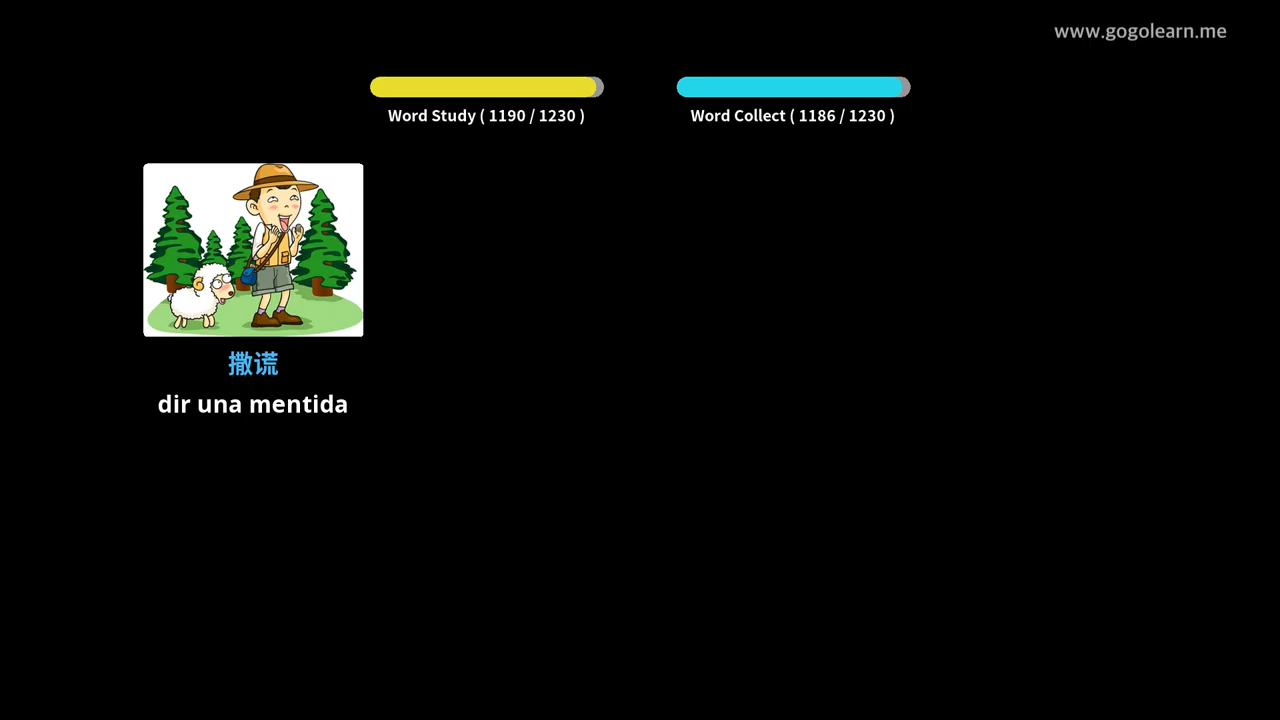 www.gogolearn.me
Word Study ( 1190 / 1230 )
Word Collect ( 1186 / 1230 )
撒谎
dir una mentida